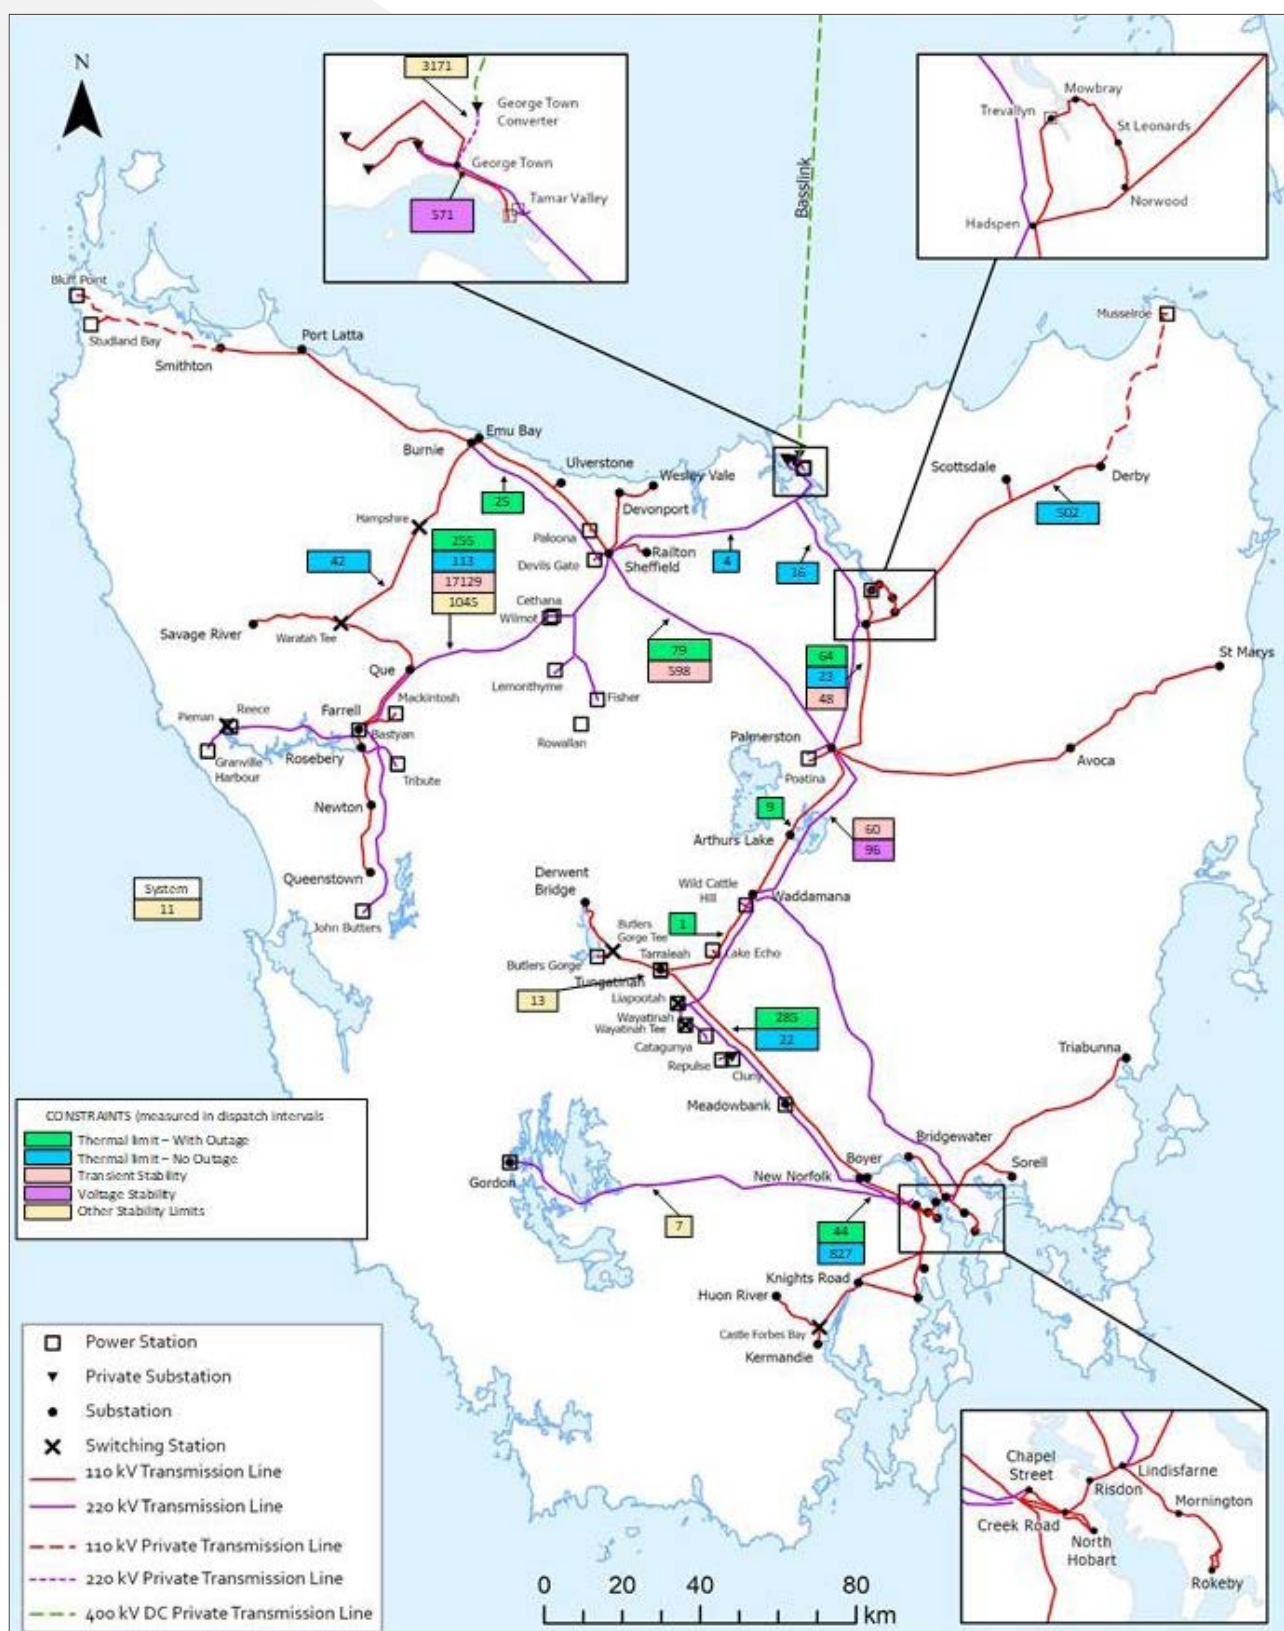 N
3171
George Town
Converter
George Town
571
Tamar Valley
Basslink
Mowbray
Trevallyn
St Leonards
Norwood
Hadspen
Bluff Point
Studland Bay
Smithton
Port Latta
Musselroe
Burnie
Emu Bay
Ulverstone
Wesley Vale
Devonport
25
Scottsdale
Derby
502
Hampshire
42
255
113
17129
1045
Paloona
Devils Gate
Railton
Sheffield
4
16
Cethana
Wilmot
Savage River
Waratah Tee
Que
Lemonthyme
Fisher
Rowallan
79
598
64
23
48
St Marys
Mackintosh
Farrell
Bastyan
Pieman
Reece
Granville
Harbour
Rosebery
Tribute
Palmerston
Poatina
Avoca
Newton
9
Arthurs Lake
60
96
Queenstown
John Butters
System
11
Derwent
Bridge
Wild Cattle
Hill
Waddamana
Butlers
Gorge Tee
1
Butlers Gorge
Tarraleah
Lake Echo
Tungatinah
13
Liapootah
Wayatinah
Wayatinah Tee
285
22
Catagunya
Repulse
Cluny
Meadowbank
Triabunna
CONSTRAINTS (measured in dispatch intervals
Thermal limit – With Outage
Thermal limit – No Outage
Transient Stability
Voltage Stability
Other Stability Limits
Bridgewater
Boyer
Sorell
New Norfolk
Gordon
7
44
827
Knights Road
Huon River
Castle Forbes Bay
Kermandie
Power Station
Private Substation
Substation
Switching Station
110 kV Transmission Line
220 kV Transmission Line
110 kV Private Transmission Line
220 kV Private Transmission Line
400 kV DC Private Transmission Line
0 20 40 80
km
Chapel
Street
Lindisfarne
Risdon
Mornington
Creek Road
North
Hobart
Rokeby